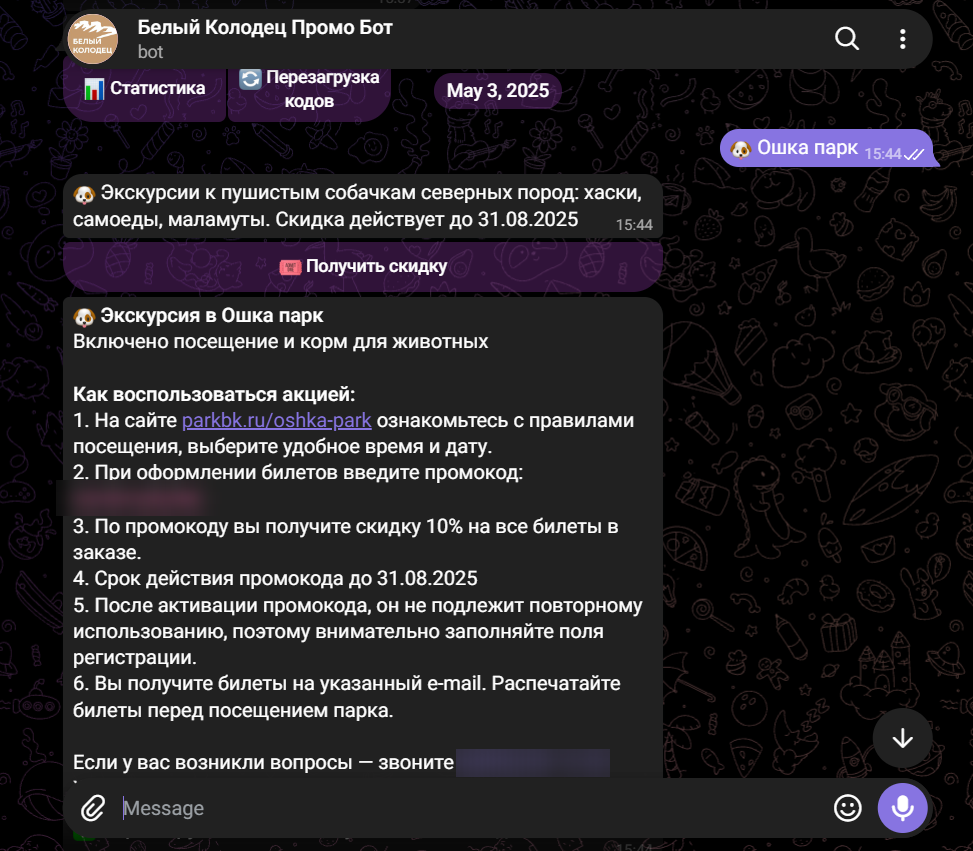 Белый Колодец Промо Бот
bot
БЕЛЫЙ
КОЛОДЕЦ
Статистика
Перезагрузка
кодов
May 3, 2025
🐶 Ошка парк 15:44
🐶 Экскурсии к пушистым собачкам северных пород: хаски,
самоеды, маламуты. Скидка действует до 31.08.2025 15:44
Получить скидку
🐶 Экскурсия в Ошка парк
Включено посещение и корм для животных
Как воспользоваться акцией:
1. На сайте parkbk.ru/oshka-park ознакомьтесь с правилами
посещения, выберите удобное время и дату.
2. При оформлении билетов введите промокод:
3. По промокоду вы получите скидку 10% на все билеты в
заказе.
4. Срок действия промокода до 31.08.2025
5. После активации промокода, он не подлежит повторному
использованию, поэтому внимательно заполняйте поля
регистрации.
6. Вы получите билеты на указанный e-mail. Распечатайте
билеты перед посещением парка.
Если у вас возникли вопросы — звоните
Message